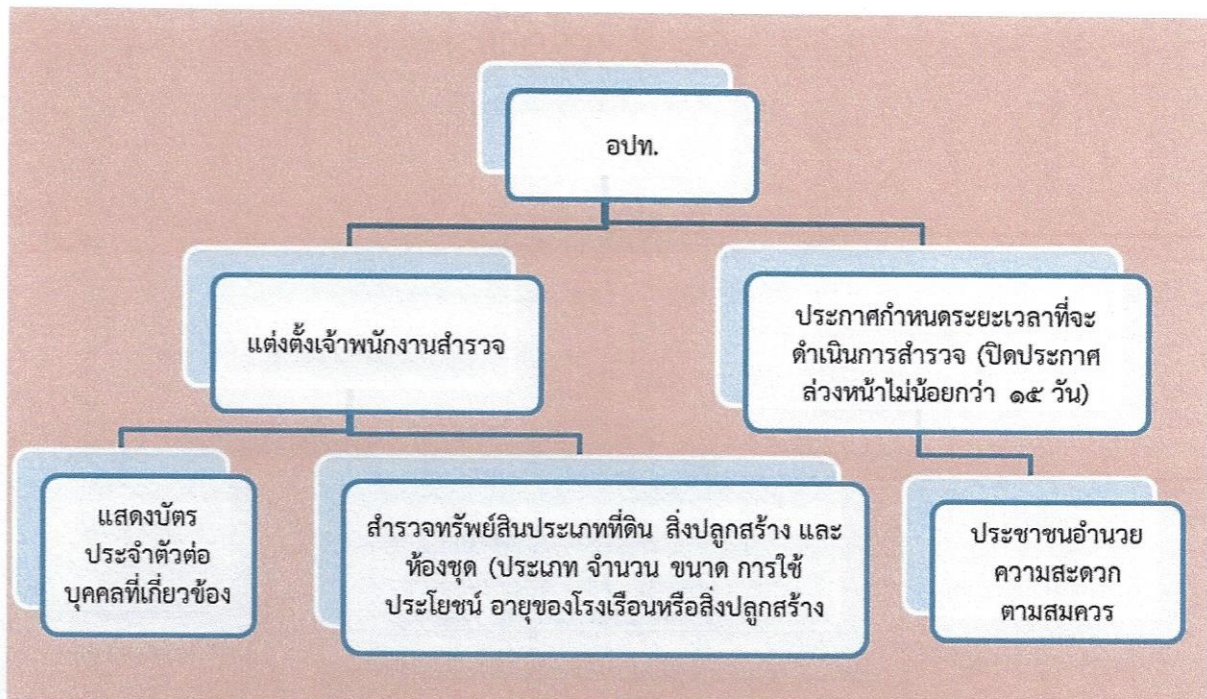 อปท.
แต่งตั้งเจ้าพนักงานสำรวจ
ประกาศกำหนดระยะเวลาที่จะ
ดำเนินการสำรวจ (ปิดประกาศ
ล่วงหน้าไม่น้อยกว่า ๑๕ วัน)
แสดงบัตร
ประจำตัวต่อ
บุคคลที่เกี่ยวข้อง
สำรวจทรัพย์สินประเภทที่ดิน สิ่งปลูกสร้าง และ
ห้องชุด (ประเภท จำนวน ขนาด การใช้
ประโยชน์ อายุของโรงเรือนหรือสิ่งปลูกสร้าง
ประชาชนอำนวย
ความสะดวก
ตามสมควร